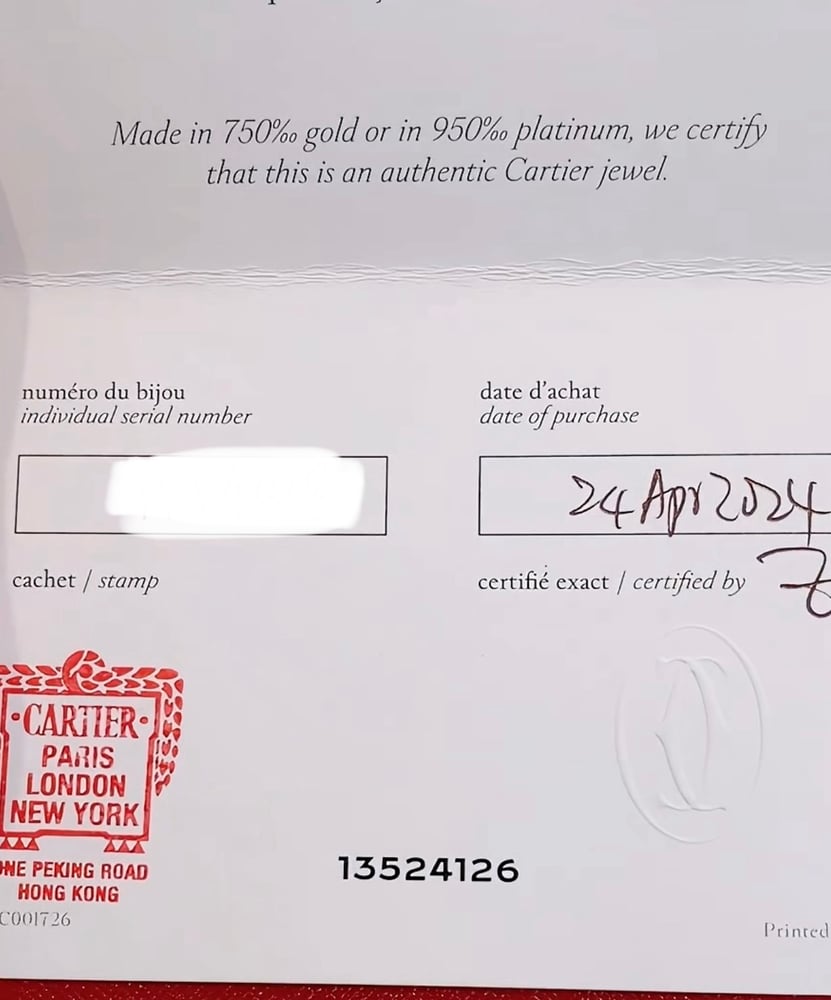 Made in 750‰ gold or in 950‰ platinum, we certify
that this is an authentic Cartier jewel.
numéro du bijou
individual serial number
date d'achat
date of purchase
24 Apr 2024
cachet / stamp
certifié exact / certified by
·CARTIER·
PARIS
LONDON
NEW YORK
ONE PEKING ROAD
HONG KONG
C001726
13524126
Printed